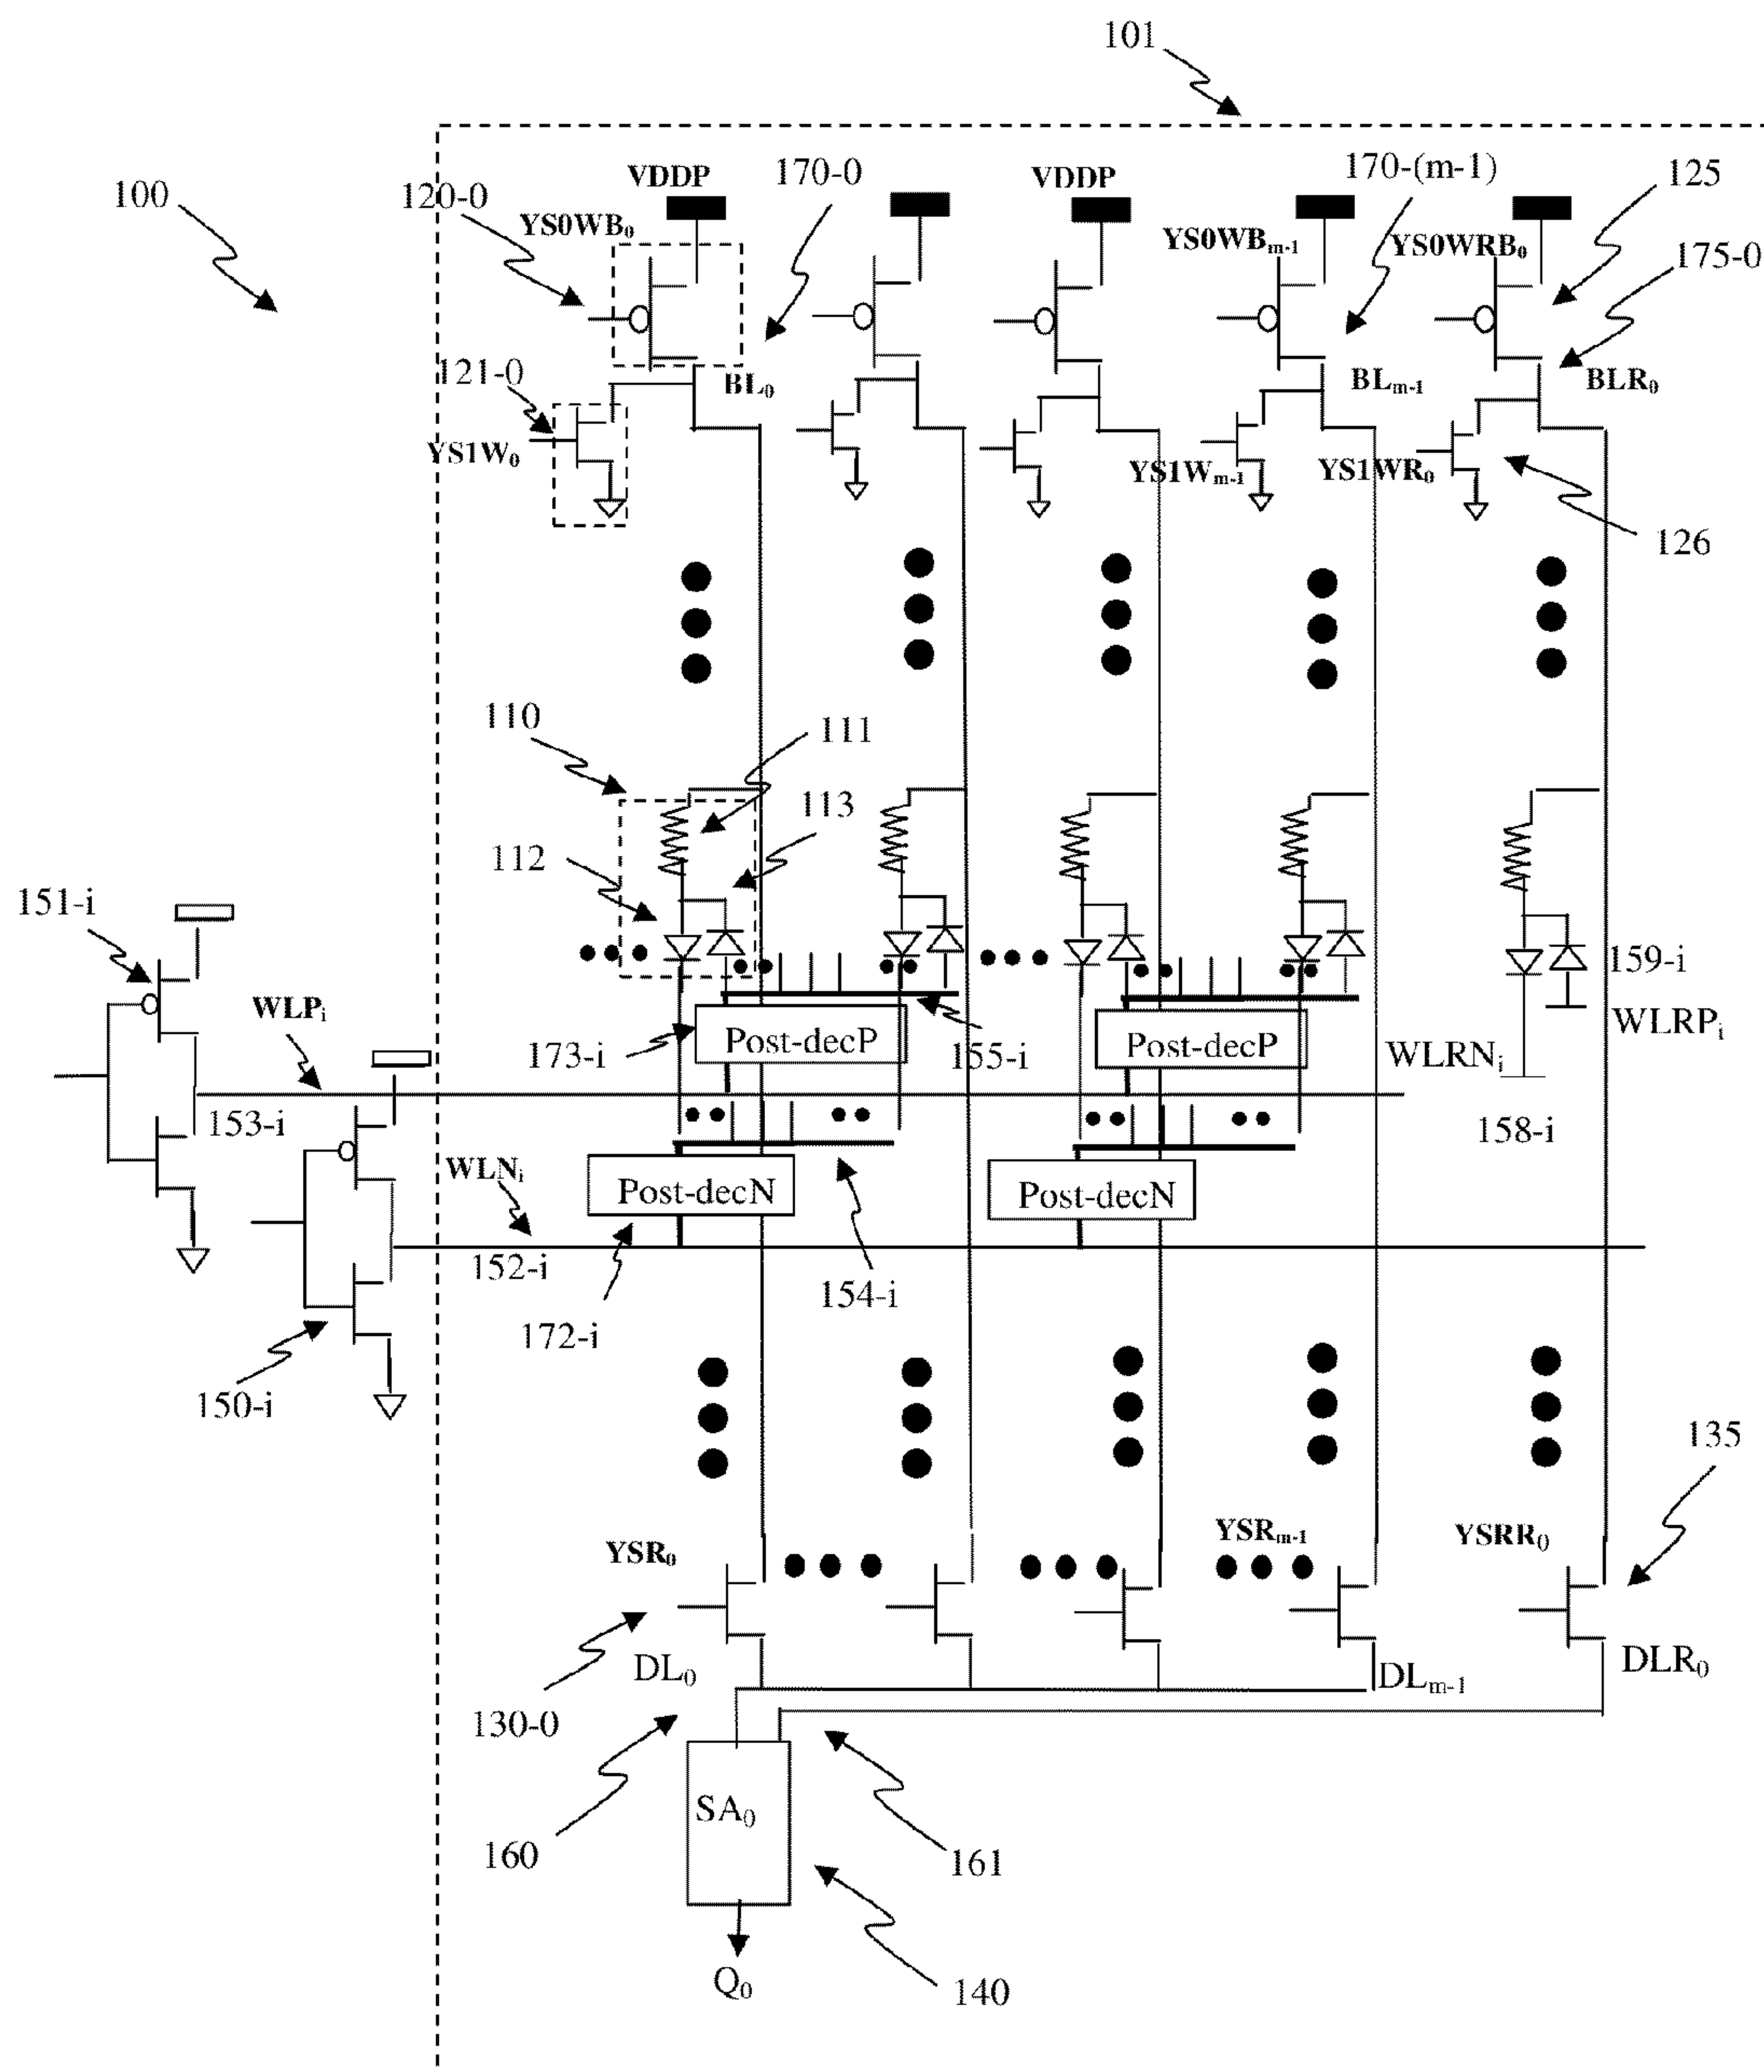 101
100
120-0
VDDP
170-0
VDDP
170-(m-1)
125
YS0WB₀
YS0WBₘ₋₁
YS0WRB₀
175-0
121-0
BL₀
BLₘ₋₁
BLR₀
YS1W₀
YS1Wₘ₋₁
YS1WR₀
126
110
111
113
112
151-i
159-i
WLPᵢ
WLRPᵢ
173-i
Post-decP
155-i
Post-decP
WLRNᵢ
153-i
158-i
WLNᵢ
Post-decN
Post-decN
152-i
154-i
172-i
150-i
135
YSR₀
YSRₘ₋₁
YSRR₀
DL₀
DLₘ₋₁
DLR₀
130-0
SA₀
160
161
Q₀
140